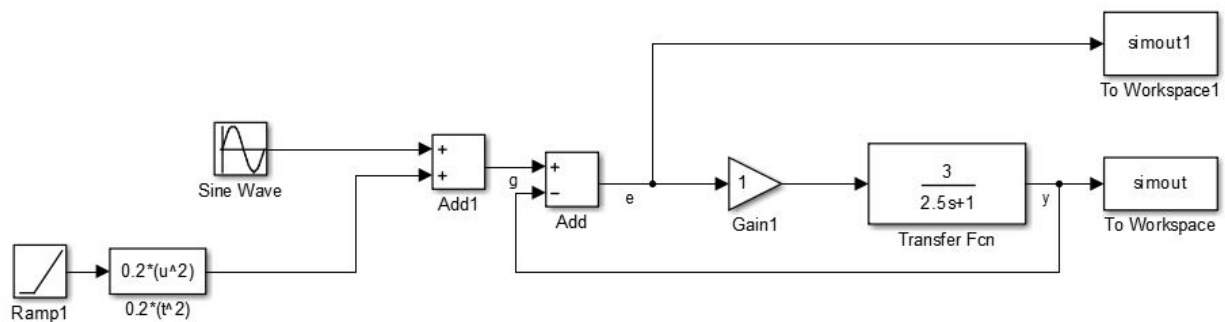 simout1
To Workspace1
+
+
Sine Wave
Add1
g
+
−
Add
e
1
Gain1
3
2.5s+1
Transfer Fcn
y
simout
To Workspace
Ramp1
0.2*(u^2)
0.2*(t^2)